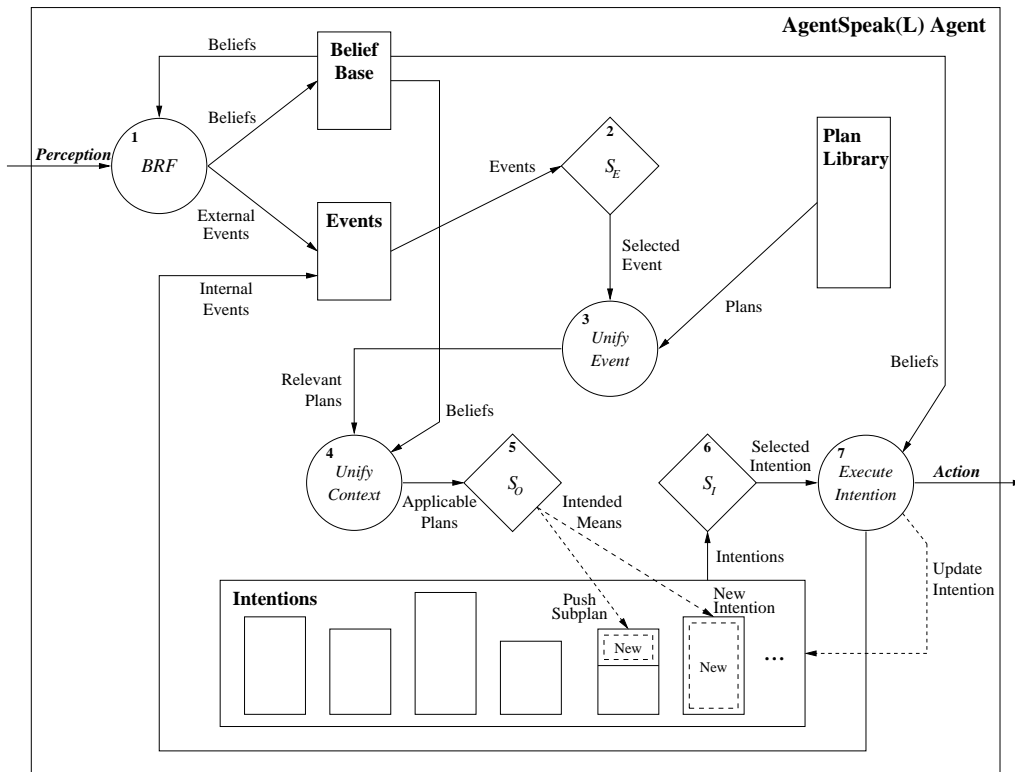 AgentSpeak(L) Agent
Beliefs
Belief
Base
Beliefs
1
BRF
Perception
2
S_E
Plan
Library
Events
External
Events
Events
Selected
Event
Internal
Events
3
Unify
Event
Plans
Relevant
Plans
Beliefs
Beliefs
4
Unify
Context
Applicable
Plans
5
S_O
Intended
Means
6
S_I
Selected
Intention
7
Execute
Intention
Action
Intentions
Update
Intention
Intentions
Push
Subplan
New
Intention
New
New
...